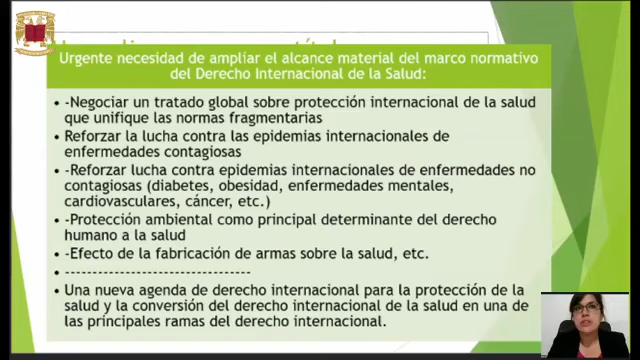 Urgente necesidad de ampliar el alcance material del marco normativo
del Derecho Internacional de la Salud:
• -Negociar un tratado global sobre protección internacional de la salud
que unifique las normas fragmentarias
• Reforzar la lucha contra las epidemias internacionales de
enfermedades contagiosas
• -Reforzar lucha contra epidemias internacionales de enfermedades no
contagiosas (diabetes, obesidad, enfermedades mentales,
cardiovasculares, cáncer, etc.)
• -Protección ambiental como principal determinante del derecho
humano a la salud
• -Efecto de la fabricación de armas sobre la salud, etc.
• ---------------------------------
• Una nueva agenda de derecho internacional para la protección de la
salud y la conversión del derecho internacional de la salud en una de
las principales ramas del derecho internacional.